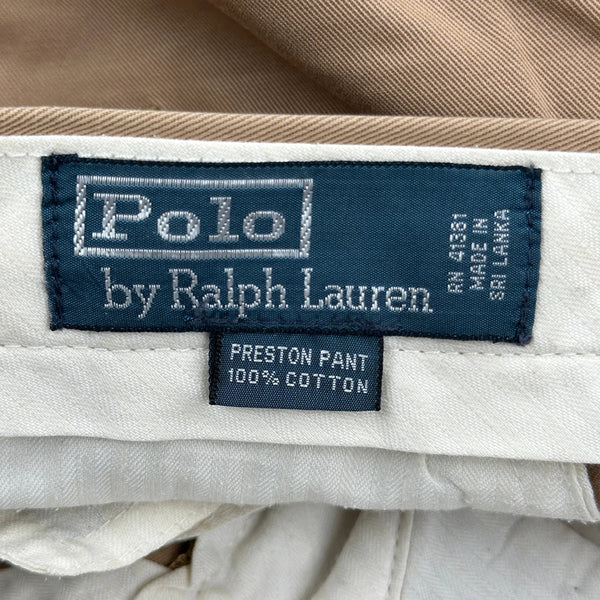 Polo
by Ralph Lauren
RN 41381
MADE IN
SRI LANKA
PRESTON PANT
100% COTTON